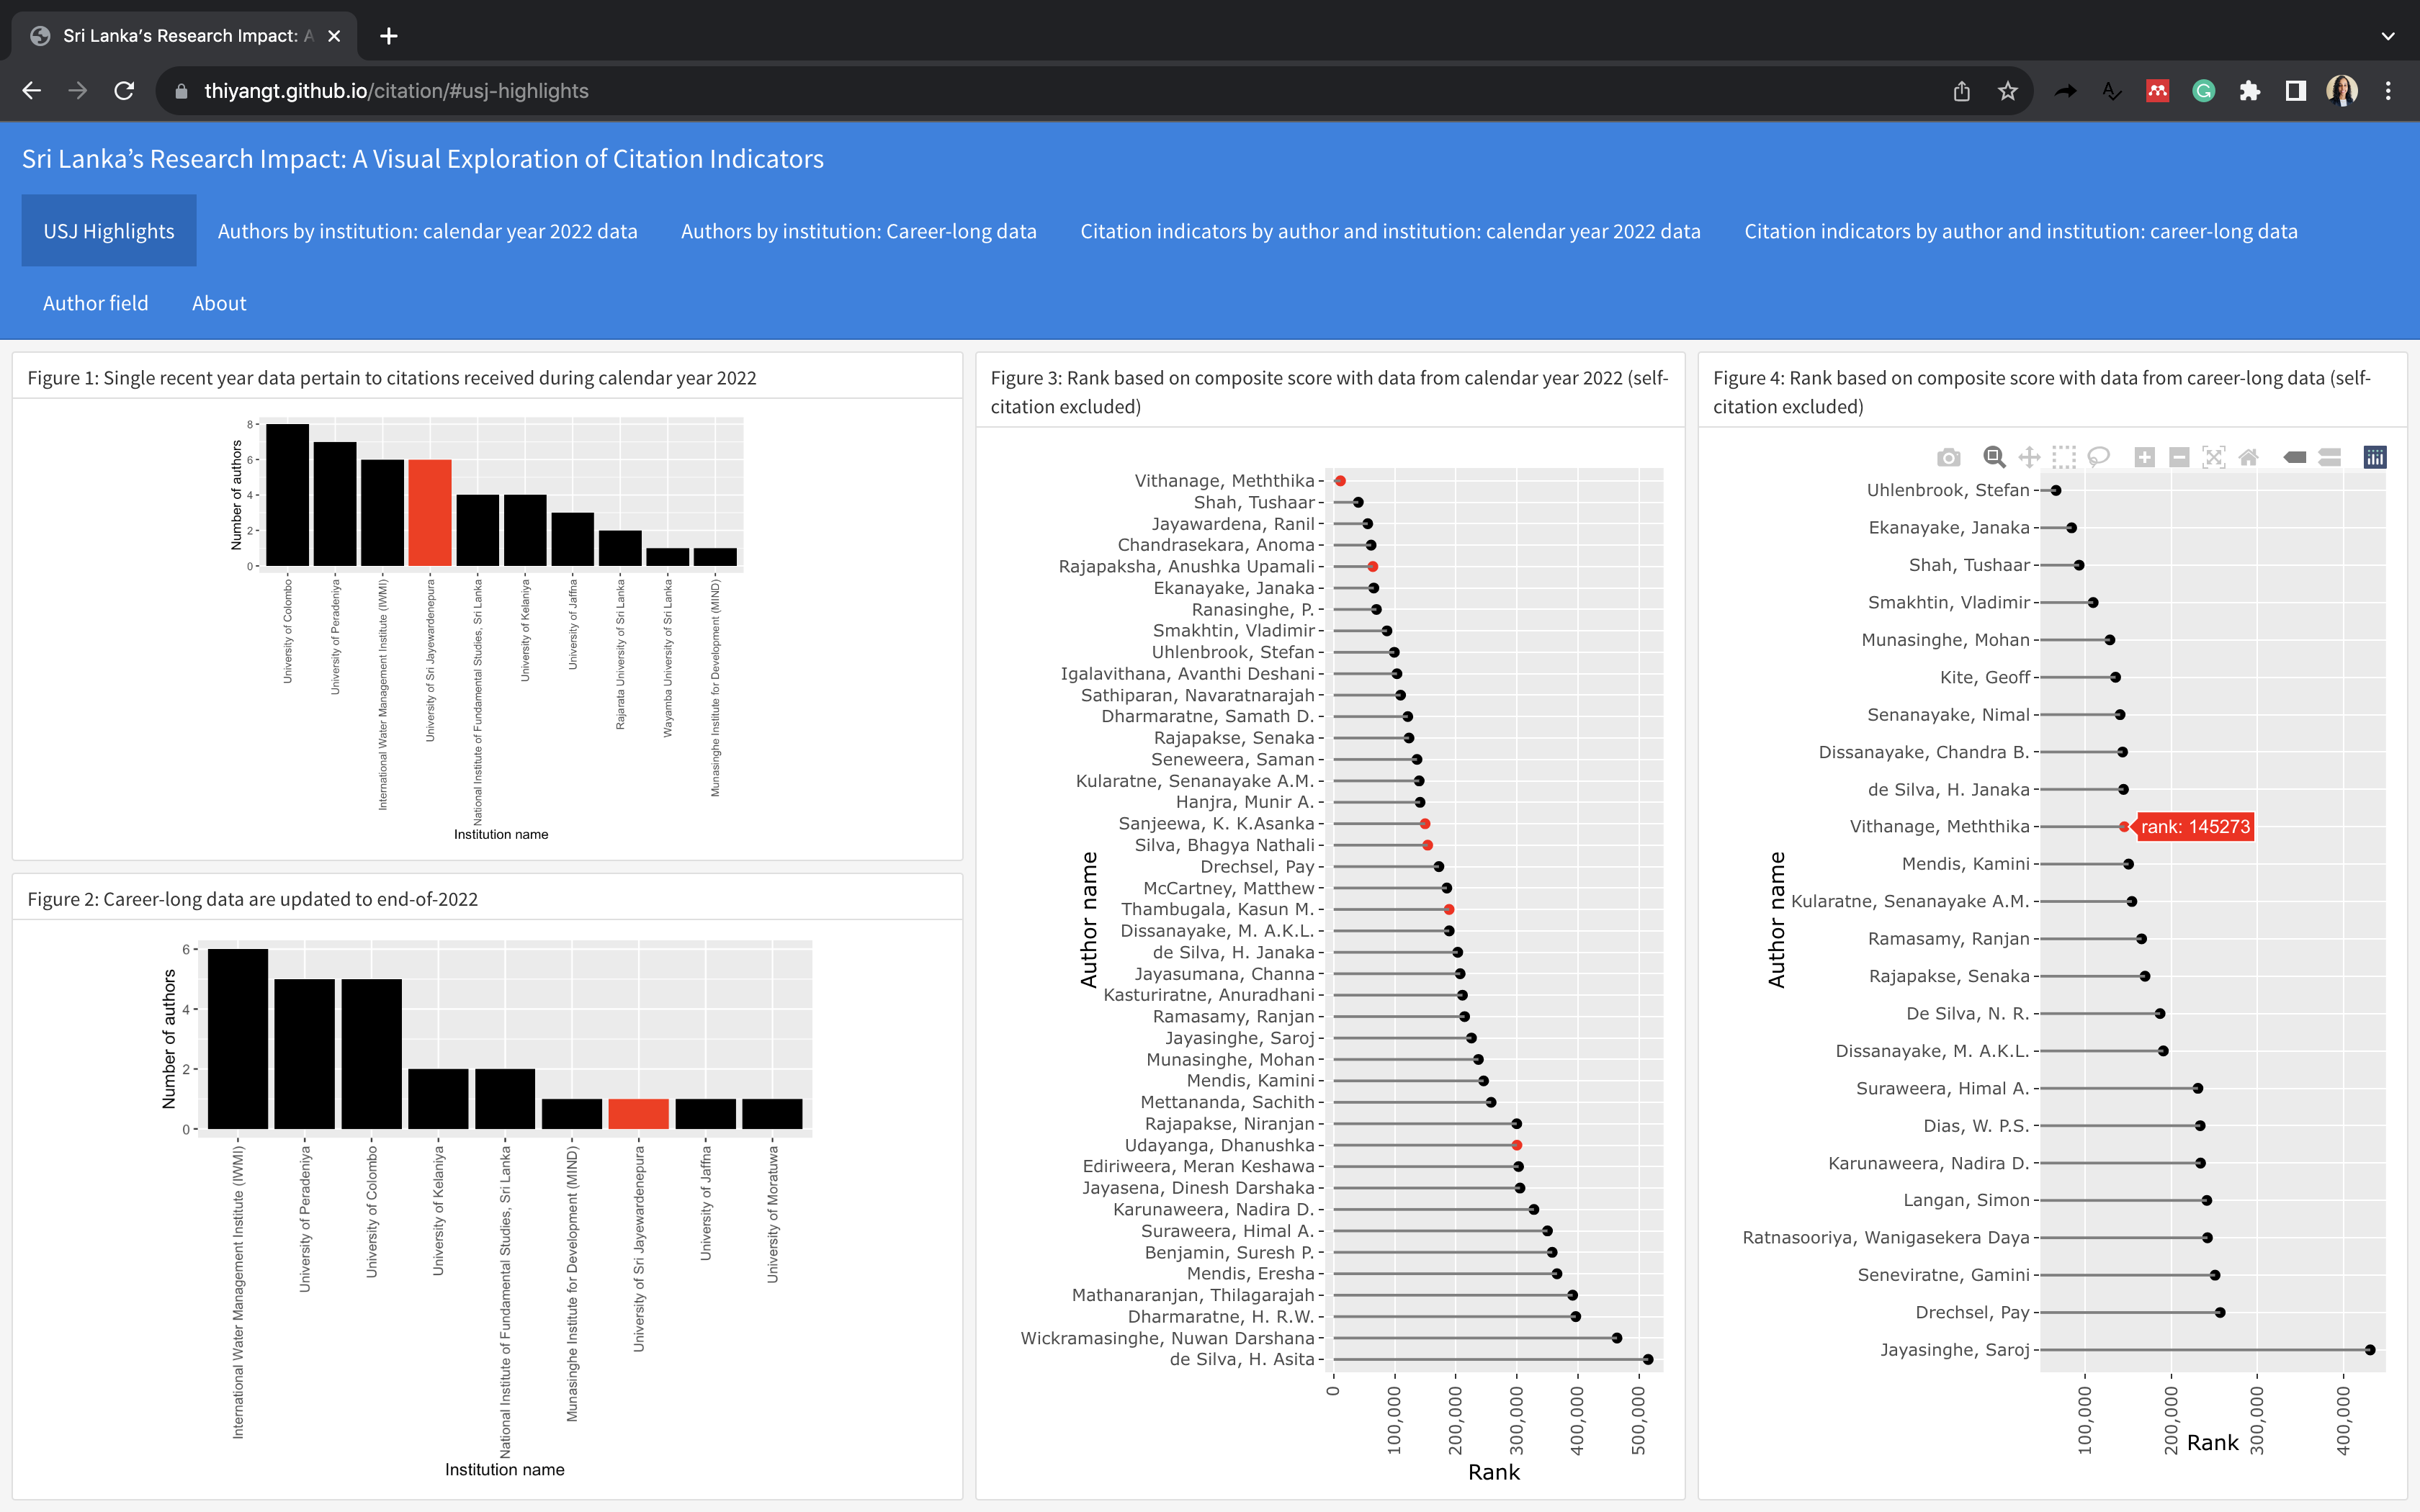 Sri Lanka’s Research Impact: A
thiyangt.github.io/citation/#usj-highlights
Sri Lanka’s Research Impact: A Visual Exploration of Citation Indicators
USJ Highlights
Authors by institution: calendar year 2022 data
Authors by institution: Career-long data
Citation indicators by author and institution: calendar year 2022 data
Citation indicators by author and institution: career-long data
Author field
About
Figure 1: Single recent year data pertain to citations received during calendar year 2022
Number of authors
8
6
4
2
0
University of Colombo
University of Peradeniya
International Water Management Institute (IWMI)
University of Sri Jayewardenepura
National Institute of Fundamental Studies, Sri Lanka
University of Kelaniya
University of Jaffna
Rajarata University of Sri Lanka
Wayamba University of Sri Lanka
Munasinghe Institute for Development (MIND)
Institution name
Figure 2: Career-long data are updated to end-of-2022
Number of authors
6
4
2
0
International Water Management Institute (IWMI)
University of Peradeniya
University of Colombo
University of Kelaniya
National Institute of Fundamental Studies, Sri Lanka
Munasinghe Institute for Development (MIND)
University of Sri Jayewardenepura
University of Jaffna
University of Moratuwa
Institution name
Figure 3: Rank based on composite score with data from calendar year 2022 (self-
citation excluded)
Author name
Vithanage, Meththika
Shah, Tushaar
Jayawardena, Ranil
Chandrasekara, Anoma
Rajapaksha, Anushka Upamali
Ekanayake, Janaka
Ranasinghe, P.
Smakhtin, Vladimir
Uhlenbrook, Stefan
Igalavithana, Avanthi Deshani
Sathiparan, Navaratnarajah
Dharmaratne, Samath D.
Rajapakse, Senaka
Seneweera, Saman
Kularatne, Senanayake A.M.
Hanjra, Munir A.
Sanjeewa, K. K.Asanka
Silva, Bhagya Nathali
Drechsel, Pay
McCartney, Matthew
Thambugala, Kasun M.
Dissanayake, M. A.K.L.
de Silva, H. Janaka
Jayasumana, Channa
Kasturiratne, Anuradhani
Ramasamy, Ranjan
Jayasinghe, Saroj
Munasinghe, Mohan
Mendis, Kamini
Mettananda, Sachith
Rajapakse, Niranjan
Udayanga, Dhanushka
Ediriweera, Meran Keshawa
Jayasena, Dinesh Darshaka
Karunaweera, Nadira D.
Suraweera, Himal A.
Benjamin, Suresh P.
Mendis, Eresha
Mathanaranjan, Thilagarajah
Dharmaratne, H. R.W.
Wickramasinghe, Nuwan Darshana
de Silva, H. Asita
0
100,000
200,000
300,000
400,000
500,000
Rank
Figure 4: Rank based on composite score with data from career-long data (self-
citation excluded)
Author name
Uhlenbrook, Stefan
Ekanayake, Janaka
Shah, Tushaar
Smakhtin, Vladimir
Munasinghe, Mohan
Kite, Geoff
Senanayake, Nimal
Dissanayake, Chandra B.
de Silva, H. Janaka
Vithanage, Meththika
rank: 145273
Mendis, Kamini
Kularatne, Senanayake A.M.
Ramasamy, Ranjan
Rajapakse, Senaka
De Silva, N. R.
Dissanayake, M. A.K.L.
Suraweera, Himal A.
Dias, W. P.S.
Karunaweera, Nadira D.
Langan, Simon
Ratnasooriya, Wanigasekera Daya
Seneviratne, Gamini
Drechsel, Pay
Jayasinghe, Saroj
100,000
200,000
300,000
400,000
Rank